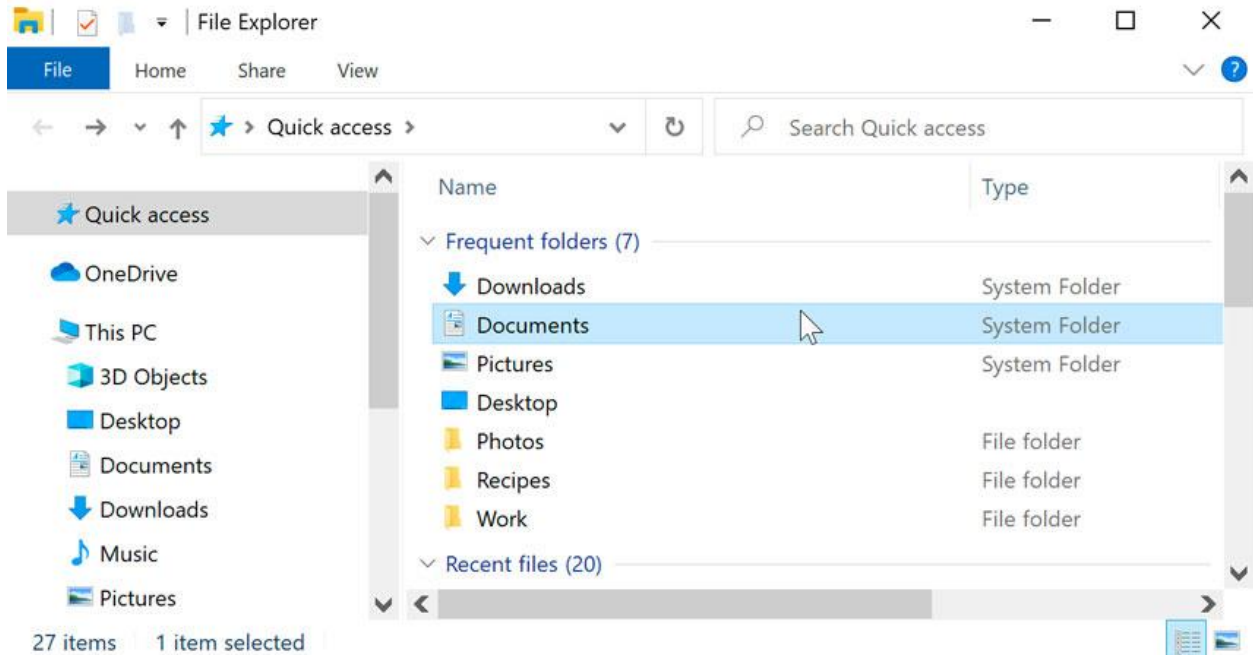 File Explorer
File Home Share View
Quick access
Search Quick access
Quick access
OneDrive
This PC
3D Objects
Desktop
Documents
Downloads
Music
Pictures
Name Type
Frequent folders (7)
Downloads System Folder
Documents System Folder
Pictures System Folder
Desktop
Photos File folder
Recipes File folder
Work File folder
Recent files (20)
27 items 1 item selected